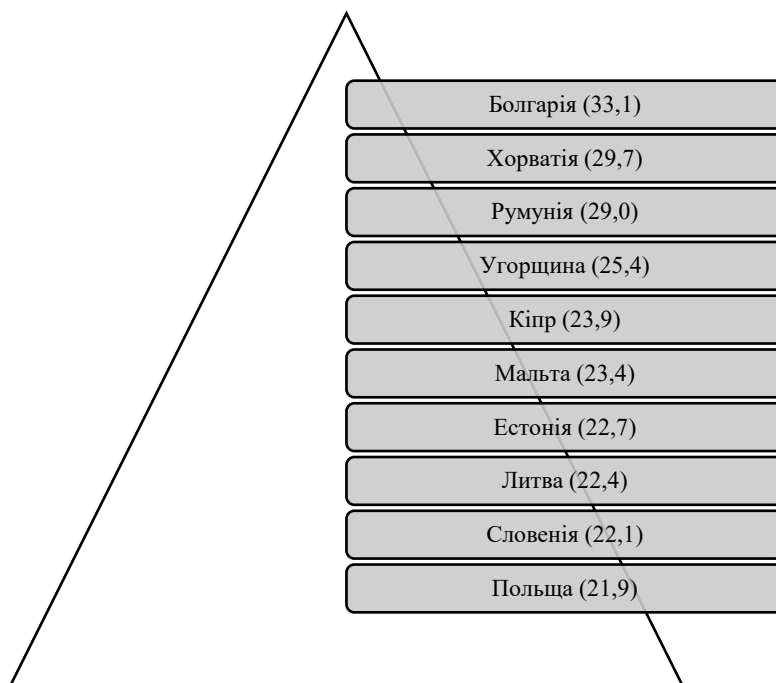 Болгарія (33,1)
Хорватія (29,7)
Румунія (29,0)
Угорщина (25,4)
Кіпр (23,9)
Мальта (23,4)
Естонія (22,7)
Литва (22,4)
Словенія (22,1)
Польща (21,9)